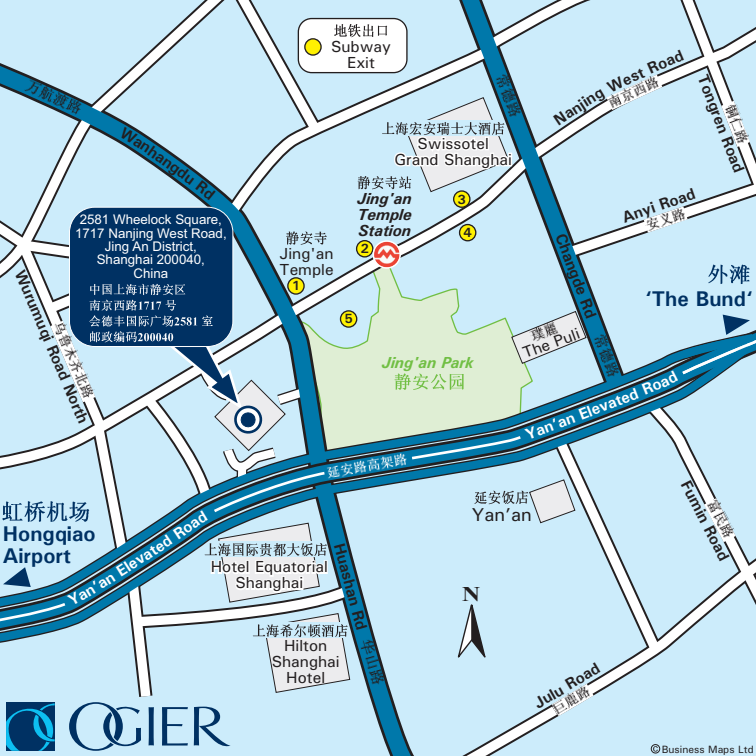 地铁出口
Subway
Exit
万航渡路
Wanhangdu Rd
常德路
Nanjing West Road
南京西路
铜仁路
Tongren Road
上海宏安瑞士大酒店
Swissotel
Grand Shanghai
静安寺站
Jing'an
Temple
Station
3
4
2
静安寺
Jing'an
Temple
1
5
Anyi Road
安义路
2581 Wheelock Square,
1717 Nanjing West Road,
Jing An District,
Shanghai 200040,
China
中国上海市静安区
南京西路1717 号
会德丰国际广场2581 室
邮政编码200040
Changde Rd
常德路
外滩
‘The Bund‘
璞麗
The Puli
Jing'an Park
静安公园
Wurumuqi Road North
乌鲁木齐北路
Yan’an Elevated Road
延安路高架路
延安饭店
Yan’an
富民路
Fumin Road
虹桥机场
Hongqiao
Airport
Yan’an Elevated Road
上海国际贵都大饭店
Hotel Equatorial
Shanghai
Huashan Rd
华山路
上海希尔顿酒店
Hilton
Shanghai
Hotel
N
Julu Road
巨鹿路
OGIER
©Business Maps Ltd